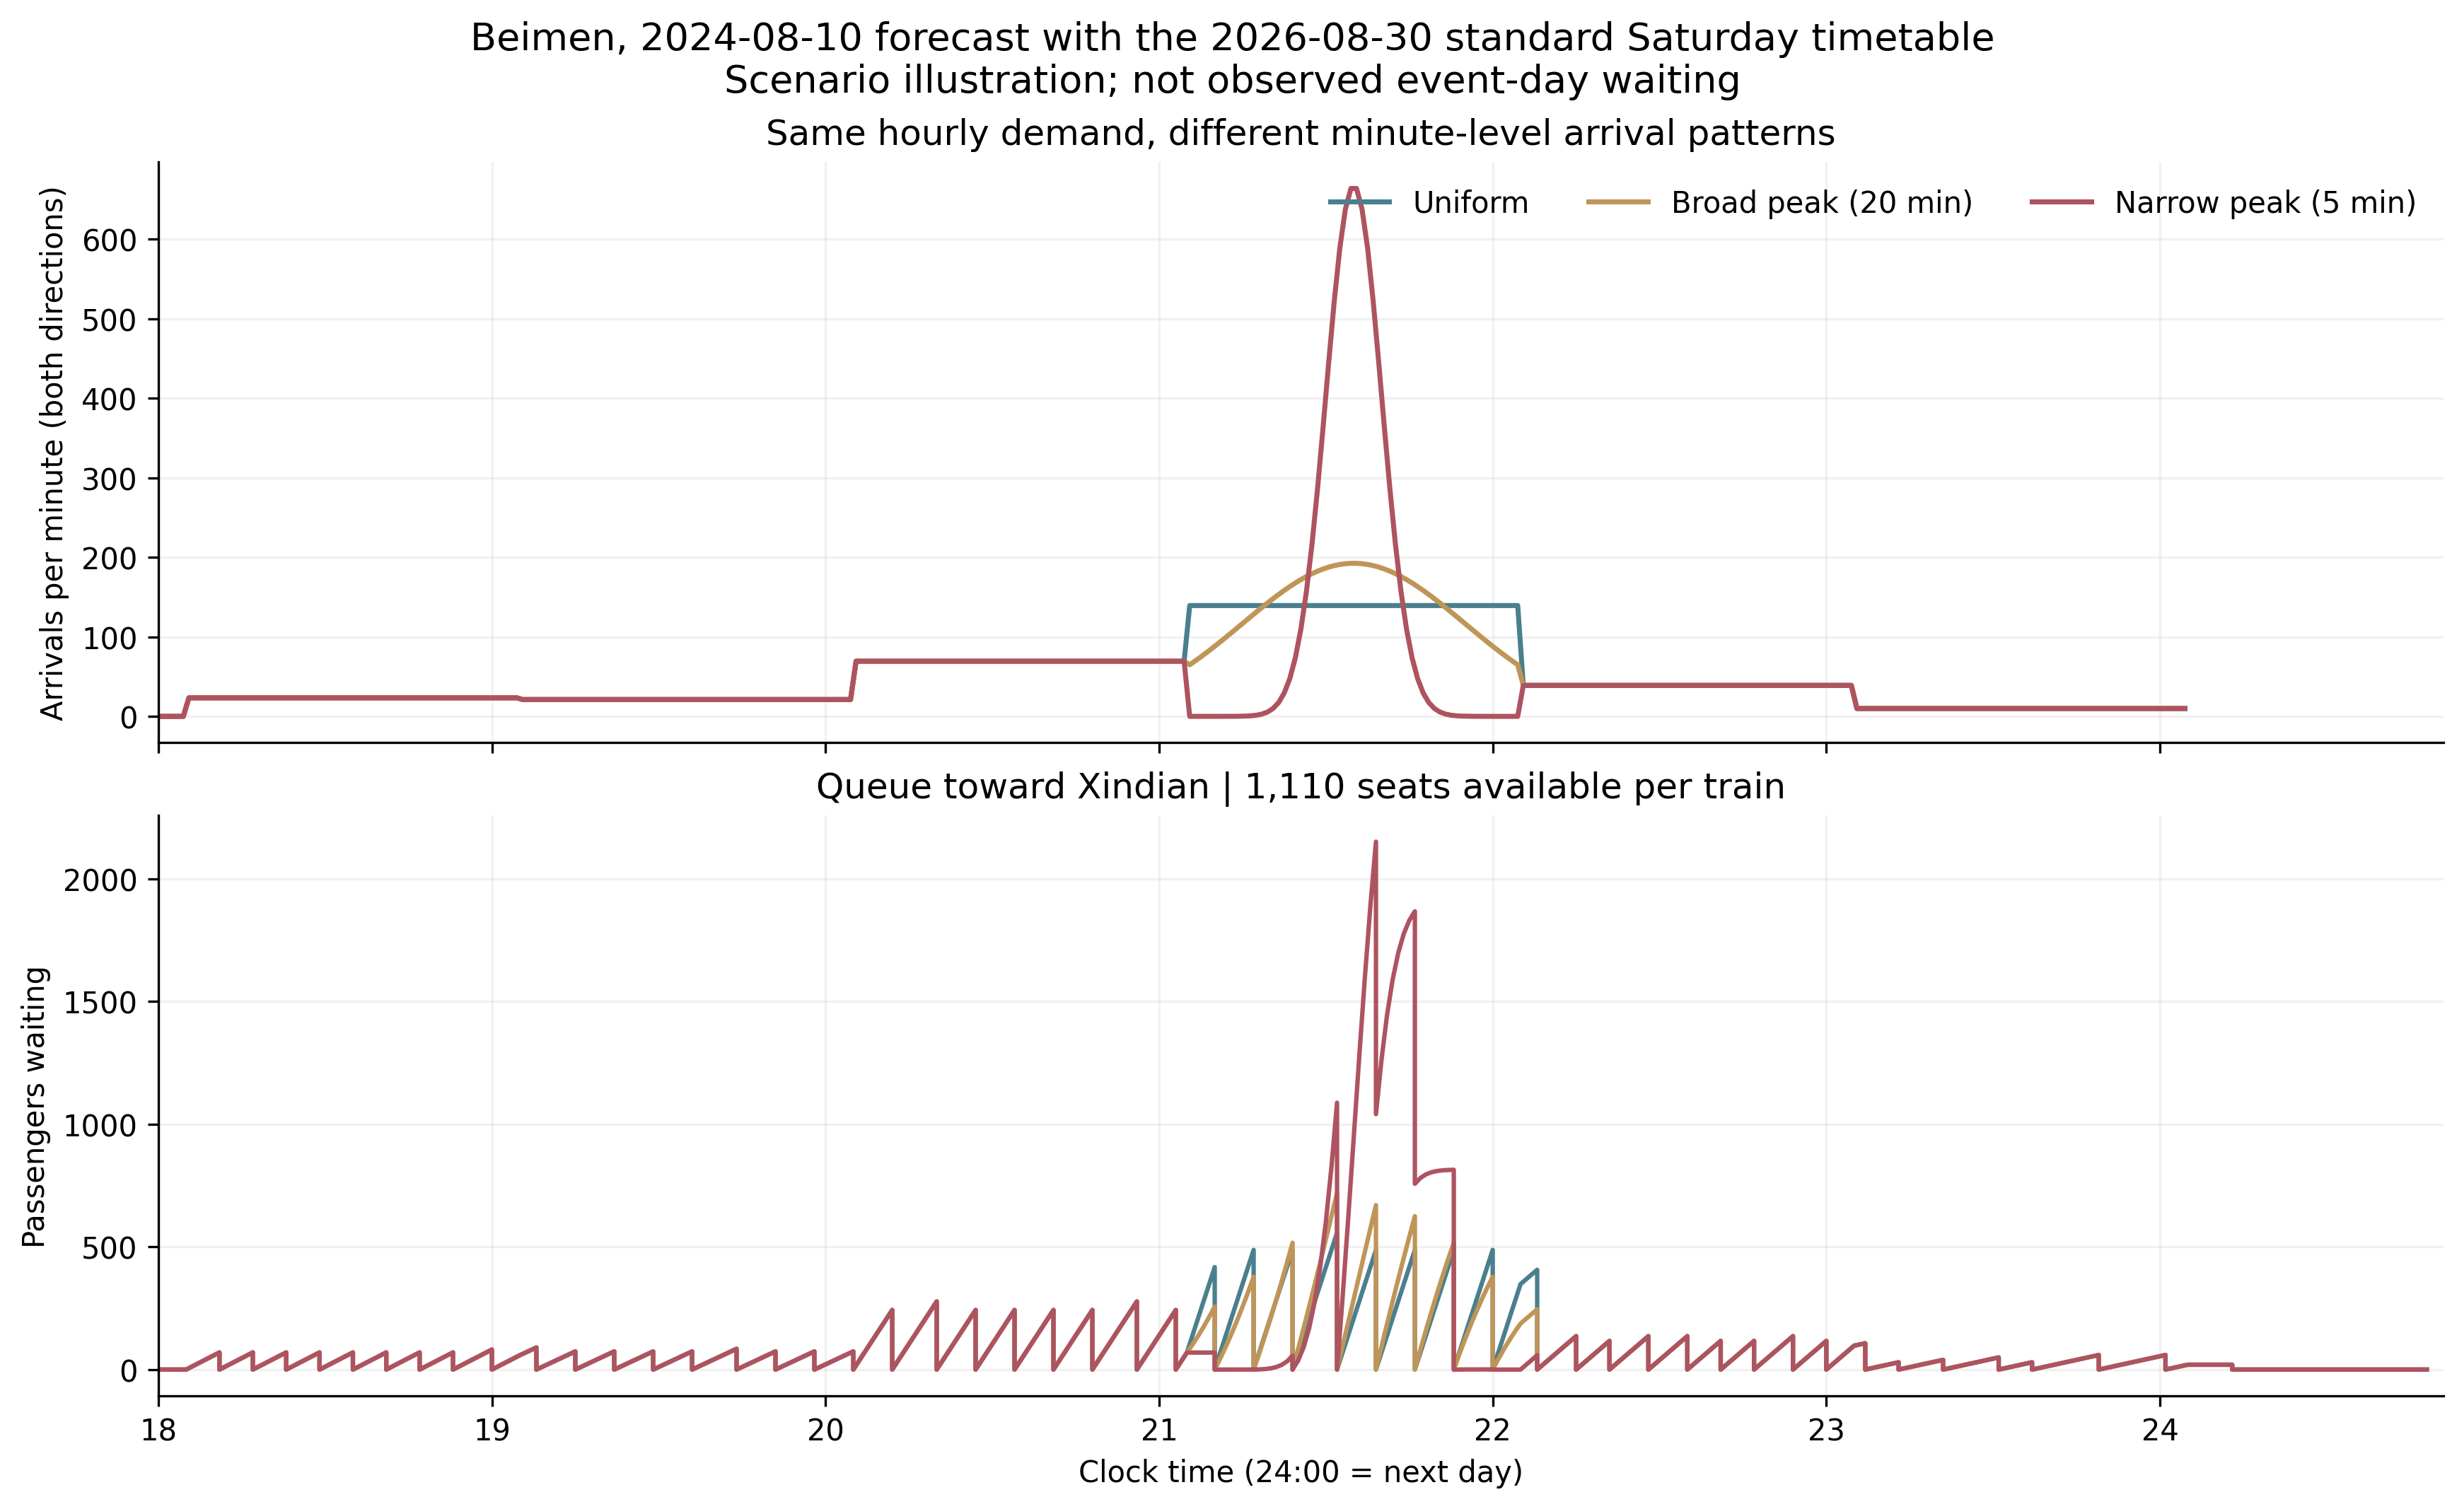 Beimen, 2024-08-10 forecast with the 2026-08-30 standard Saturday timetable
Scenario illustration; not observed event-day waiting
Same hourly demand, different minute-level arrival patterns
Uniform
Broad peak (20 min)
Narrow peak (5 min)
Arrivals per minute (both directions)
600
500
400
300
200
100
0
Queue toward Xindian | 1,110 seats available per train
Passengers waiting
2000
1500
1000
500
0
18
19
20
21
22
23
24
Clock time (24:00 = next day)